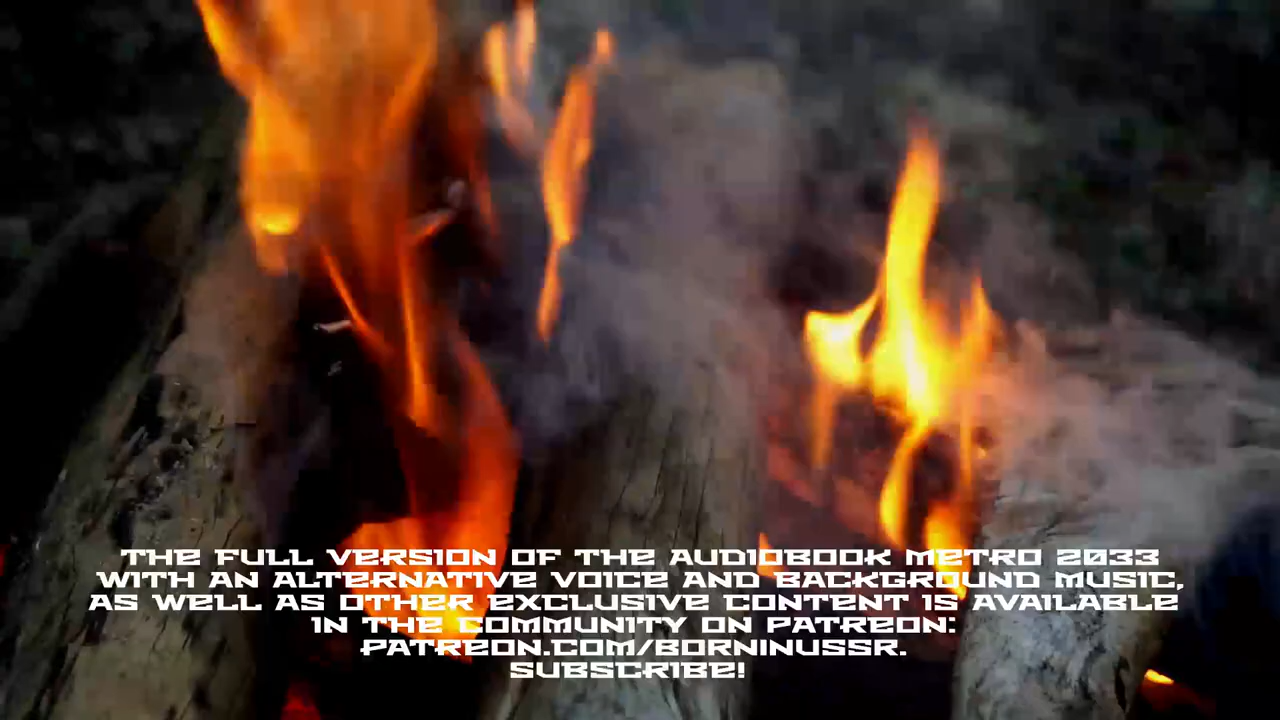 THE FULL VERSION OF THE AUDIOBOOK METRO 2033
WITH AN ALTERNATIVE VOICE AND BACKGROUND MUSIC,
AS WELL AS OTHER EXCLUSIVE CONTENT IS AVAILABLE
IN THE COMMUNITY ON PATREON:
PATREON.COM/BORNINUSSR.
SUBSCRIBE!